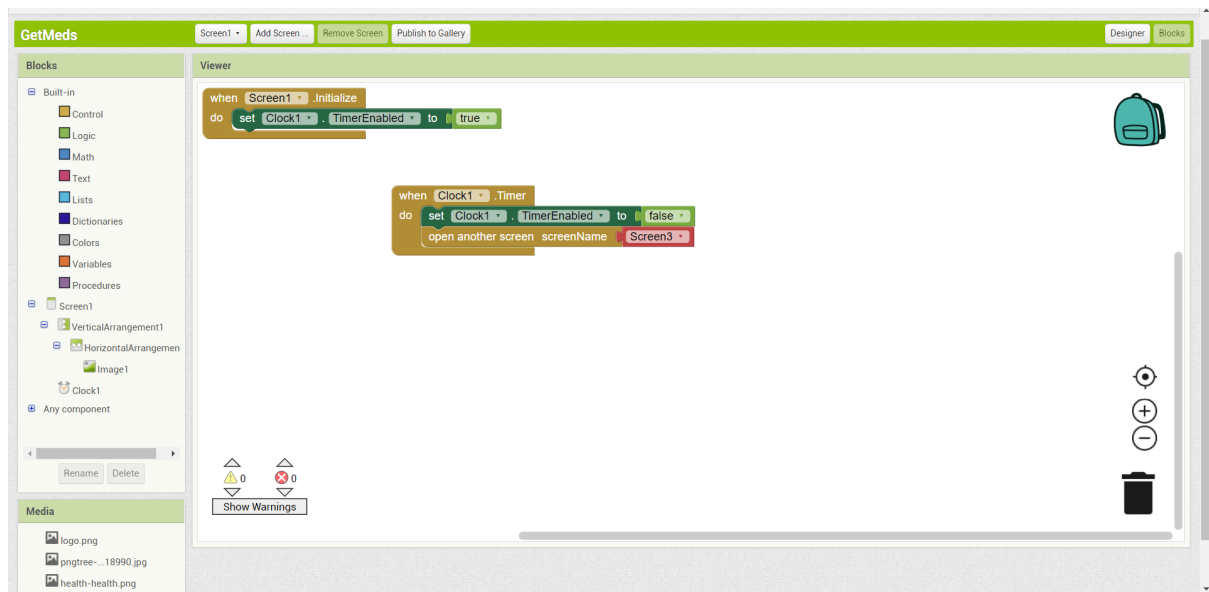 GetMeds
Screen1 Add Screen ... Remove Screen Publish to Gallery
Designer Blocks
Blocks
Viewer
Built-in
Control
Logic
Math
Text
Lists
Dictionaries
Colors
Variables
Procedures
Screen1
VerticalArrangement1
HorizontalArrangemen
Image1
Clock1
Any component
Rename Delete
Media
logo.png
pngtree-...18990.jpg
health-health.png
when Screen1 .Initialize
do set Clock1 . TimerEnabled to true
when Clock1 .Timer
do set Clock1 . TimerEnabled to false
open another screen screenName Screen3
0 0
Show Warnings